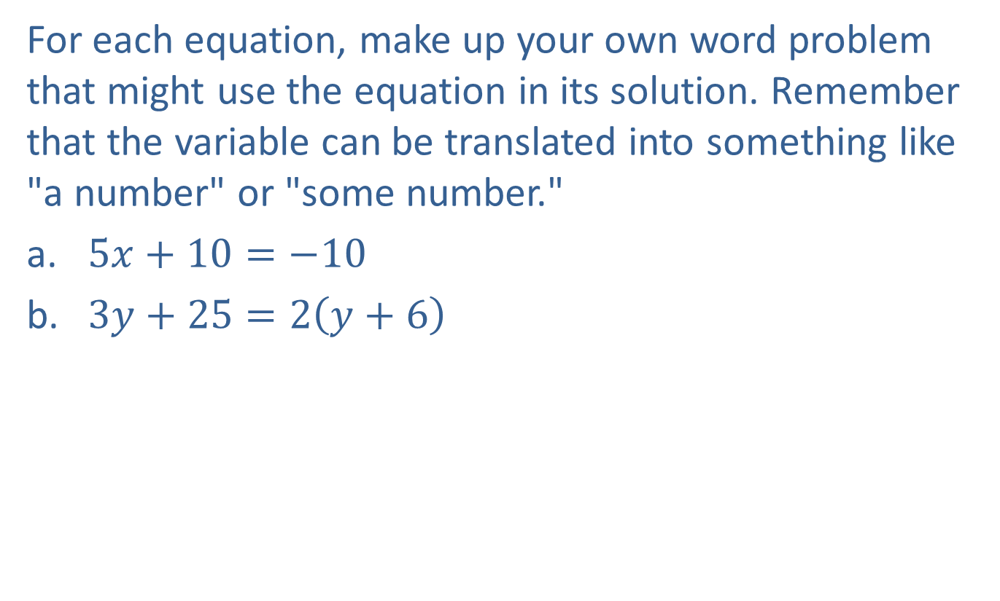 For each equation, make up your own word problem
that might use the equation in its solution. Remember
that the variable can be translated into something like
"a number" or "some number."
a. 5x + 10 = −10
b. 3y + 25 = 2(y + 6)